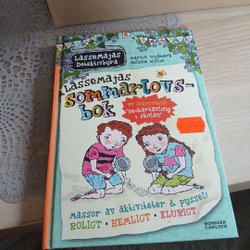 LasseMajas
Detektivbyrå
Martin Widmark
Helena Willis
LasseMajas
sommarlovs-
bok
massor av aktiviteter & pyssel!
ROLIGT • HEMLIGT • KLURIGT
BONNIER
CARLSEN